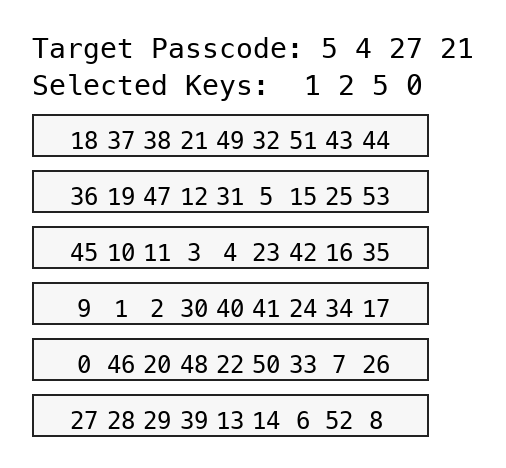 Target Passcode: 5 4 27 21
Selected Keys: 1 2 5 0
18 37 38 21 49 32 51 43 44
36 19 47 12 31 5 15 25 53
45 10 11 3 4 23 42 16 35
9 1 2 30 40 41 24 34 17
0 46 20 48 22 50 33 7 26
27 28 29 39 13 14 6 52 8